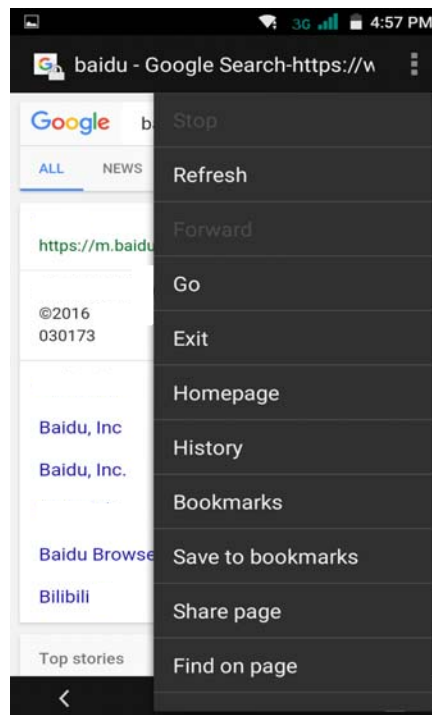 3G 4:57 PM
baidu - Google Search-https://w
Google b
Stop
ALL NEWS
Refresh
Forward
https://m.baidu
Go
©2016
030173
Exit
Homepage
Baidu, Inc
History
Baidu, Inc.
Bookmarks
Baidu Browse
Save to bookmarks
Bilibili
Share page
Top stories
Find on page